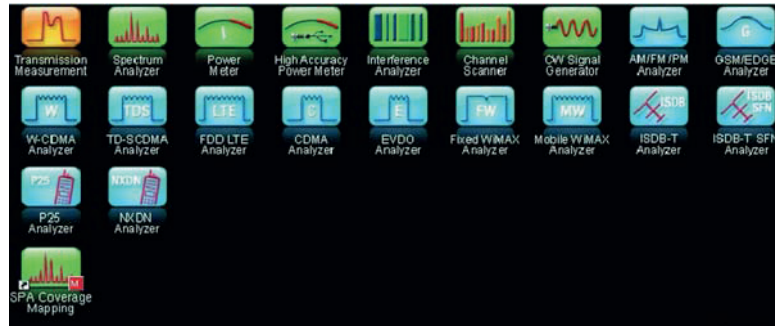 Transmission Measurement
Spectrum Analyzer
Power Meter
High Accuracy Power Meter
Interference Analyzer
Channel Scanner
CW Signal Generator
AM/FM/PM Analyzer
G
GSM/EDGE Analyzer
W
W-CDMA Analyzer
TDS
TD-SCDMA Analyzer
LTE
FDD LTE Analyzer
C
CDMA Analyzer
E
EVDO Analyzer
FW
Fixed WiMAX Analyzer
MW
Mobile WiMAX Analyzer
ISDB
ISDB-T Analyzer
ISDB SFN
ISDB-T SFN Analyzer
P25
P25 Analyzer
NXDN
NXDN Analyzer
M
SPA Coverage Mapping